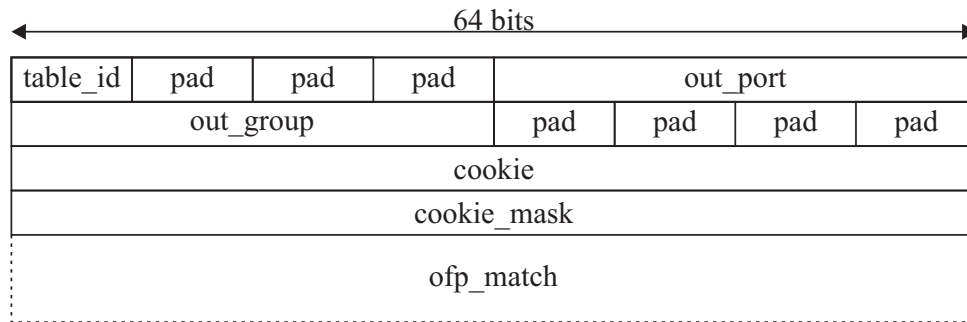 64 bits
table_id pad pad pad out_port
out_group pad pad pad pad
cookie
cookie_mask
ofp_match